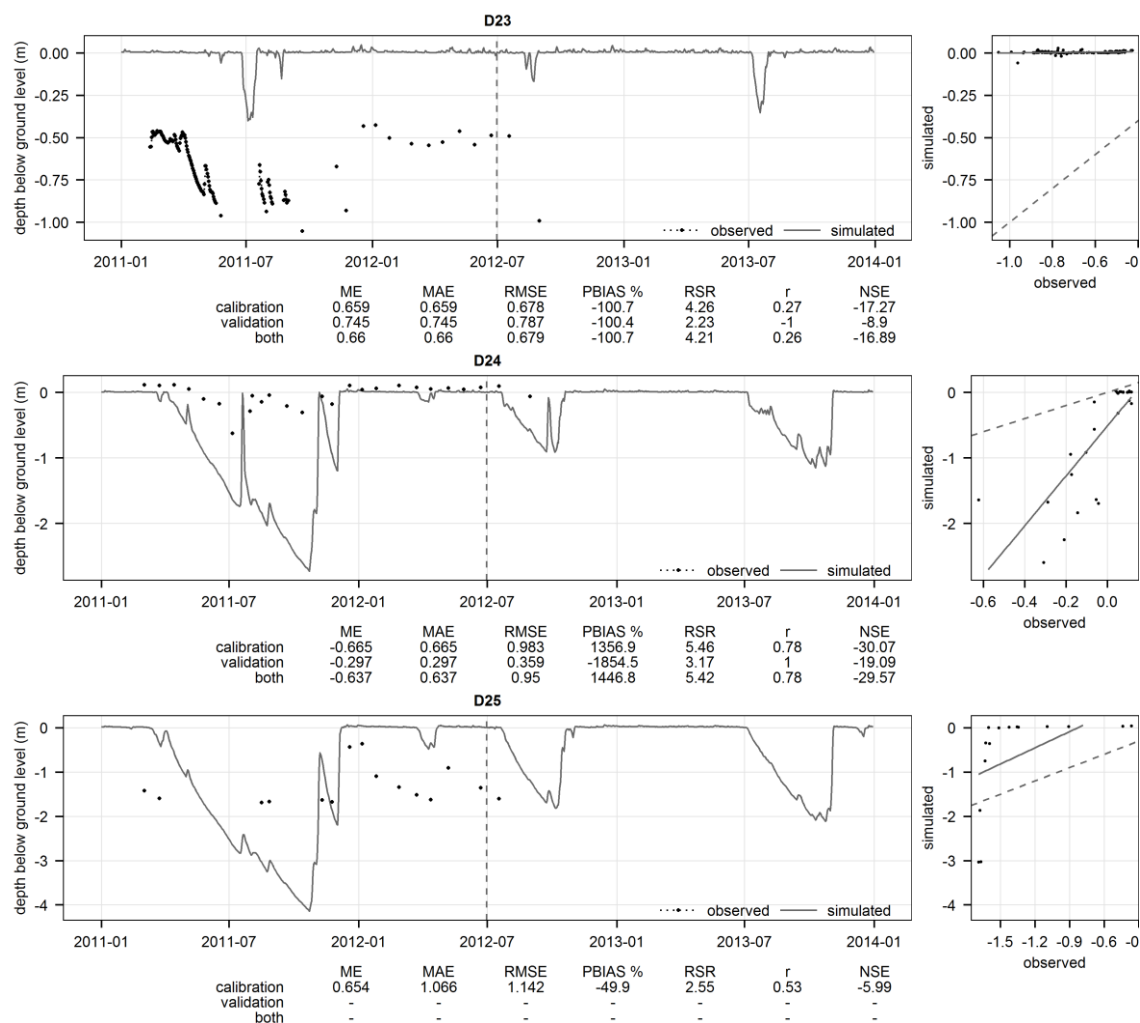 D23
depth below ground level (m)
0.00
-0.25
-0.50
-0.75
-1.00
observed simulated
2011-01 2011-07 2012-01 2012-07 2013-01 2013-07 2014-01
simulated
0.00
-0.25
-0.50
-0.75
-1.00
-1.0 -0.8 -0.6 -0
observed
ME MAE RMSE PBIAS % RSR r NSE
calibration 0.659 0.659 0.678 -100.7 4.26 0.27 -17.27
validation 0.745 0.745 0.787 -100.4 2.23 -1 -8.9
both 0.66 0.66 0.679 -100.7 4.21 0.26 -16.89
D24
depth below ground level (m)
0
-1
-2
observed simulated
2011-01 2011-07 2012-01 2012-07 2013-01 2013-07 2014-01
simulated
0
-1
-2
-0.6 -0.4 -0.2 0.0
observed
ME MAE RMSE PBIAS % RSR r NSE
calibration -0.665 0.665 0.983 1356.9 5.46 0.78 -30.07
validation -0.297 0.297 0.359 -1854.5 3.17 1 -19.09
both -0.637 0.637 0.95 1446.8 5.42 0.78 -29.57
D25
depth below ground level (m)
0
-1
-2
-3
-4
observed simulated
2011-01 2011-07 2012-01 2012-07 2013-01 2013-07 2014-01
simulated
0
-1
-2
-3
-4
-1.5 -1.2 -0.9 -0.6 -0
observed
ME MAE RMSE PBIAS % RSR r NSE
calibration 0.654 1.066 1.142 -49.9 2.55 0.53 -5.99
validation - - - - - - -
both - - - - - - -